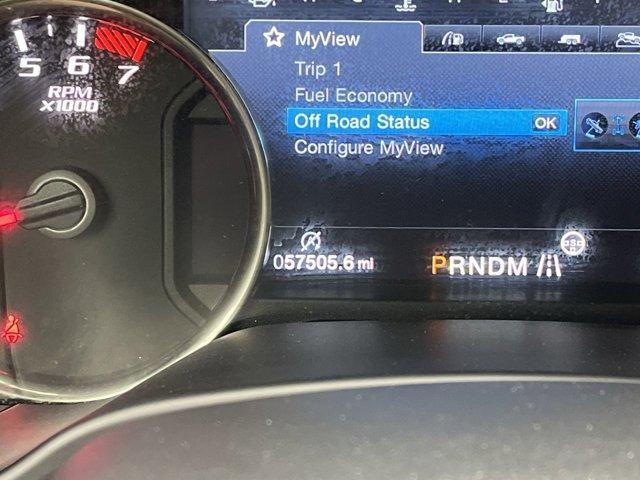 MyView
5 6 7
RPM
X1000
Trip 1
Fuel Economy
Off Road Status OK
Configure MyView
057505.6 mi
PRNDM